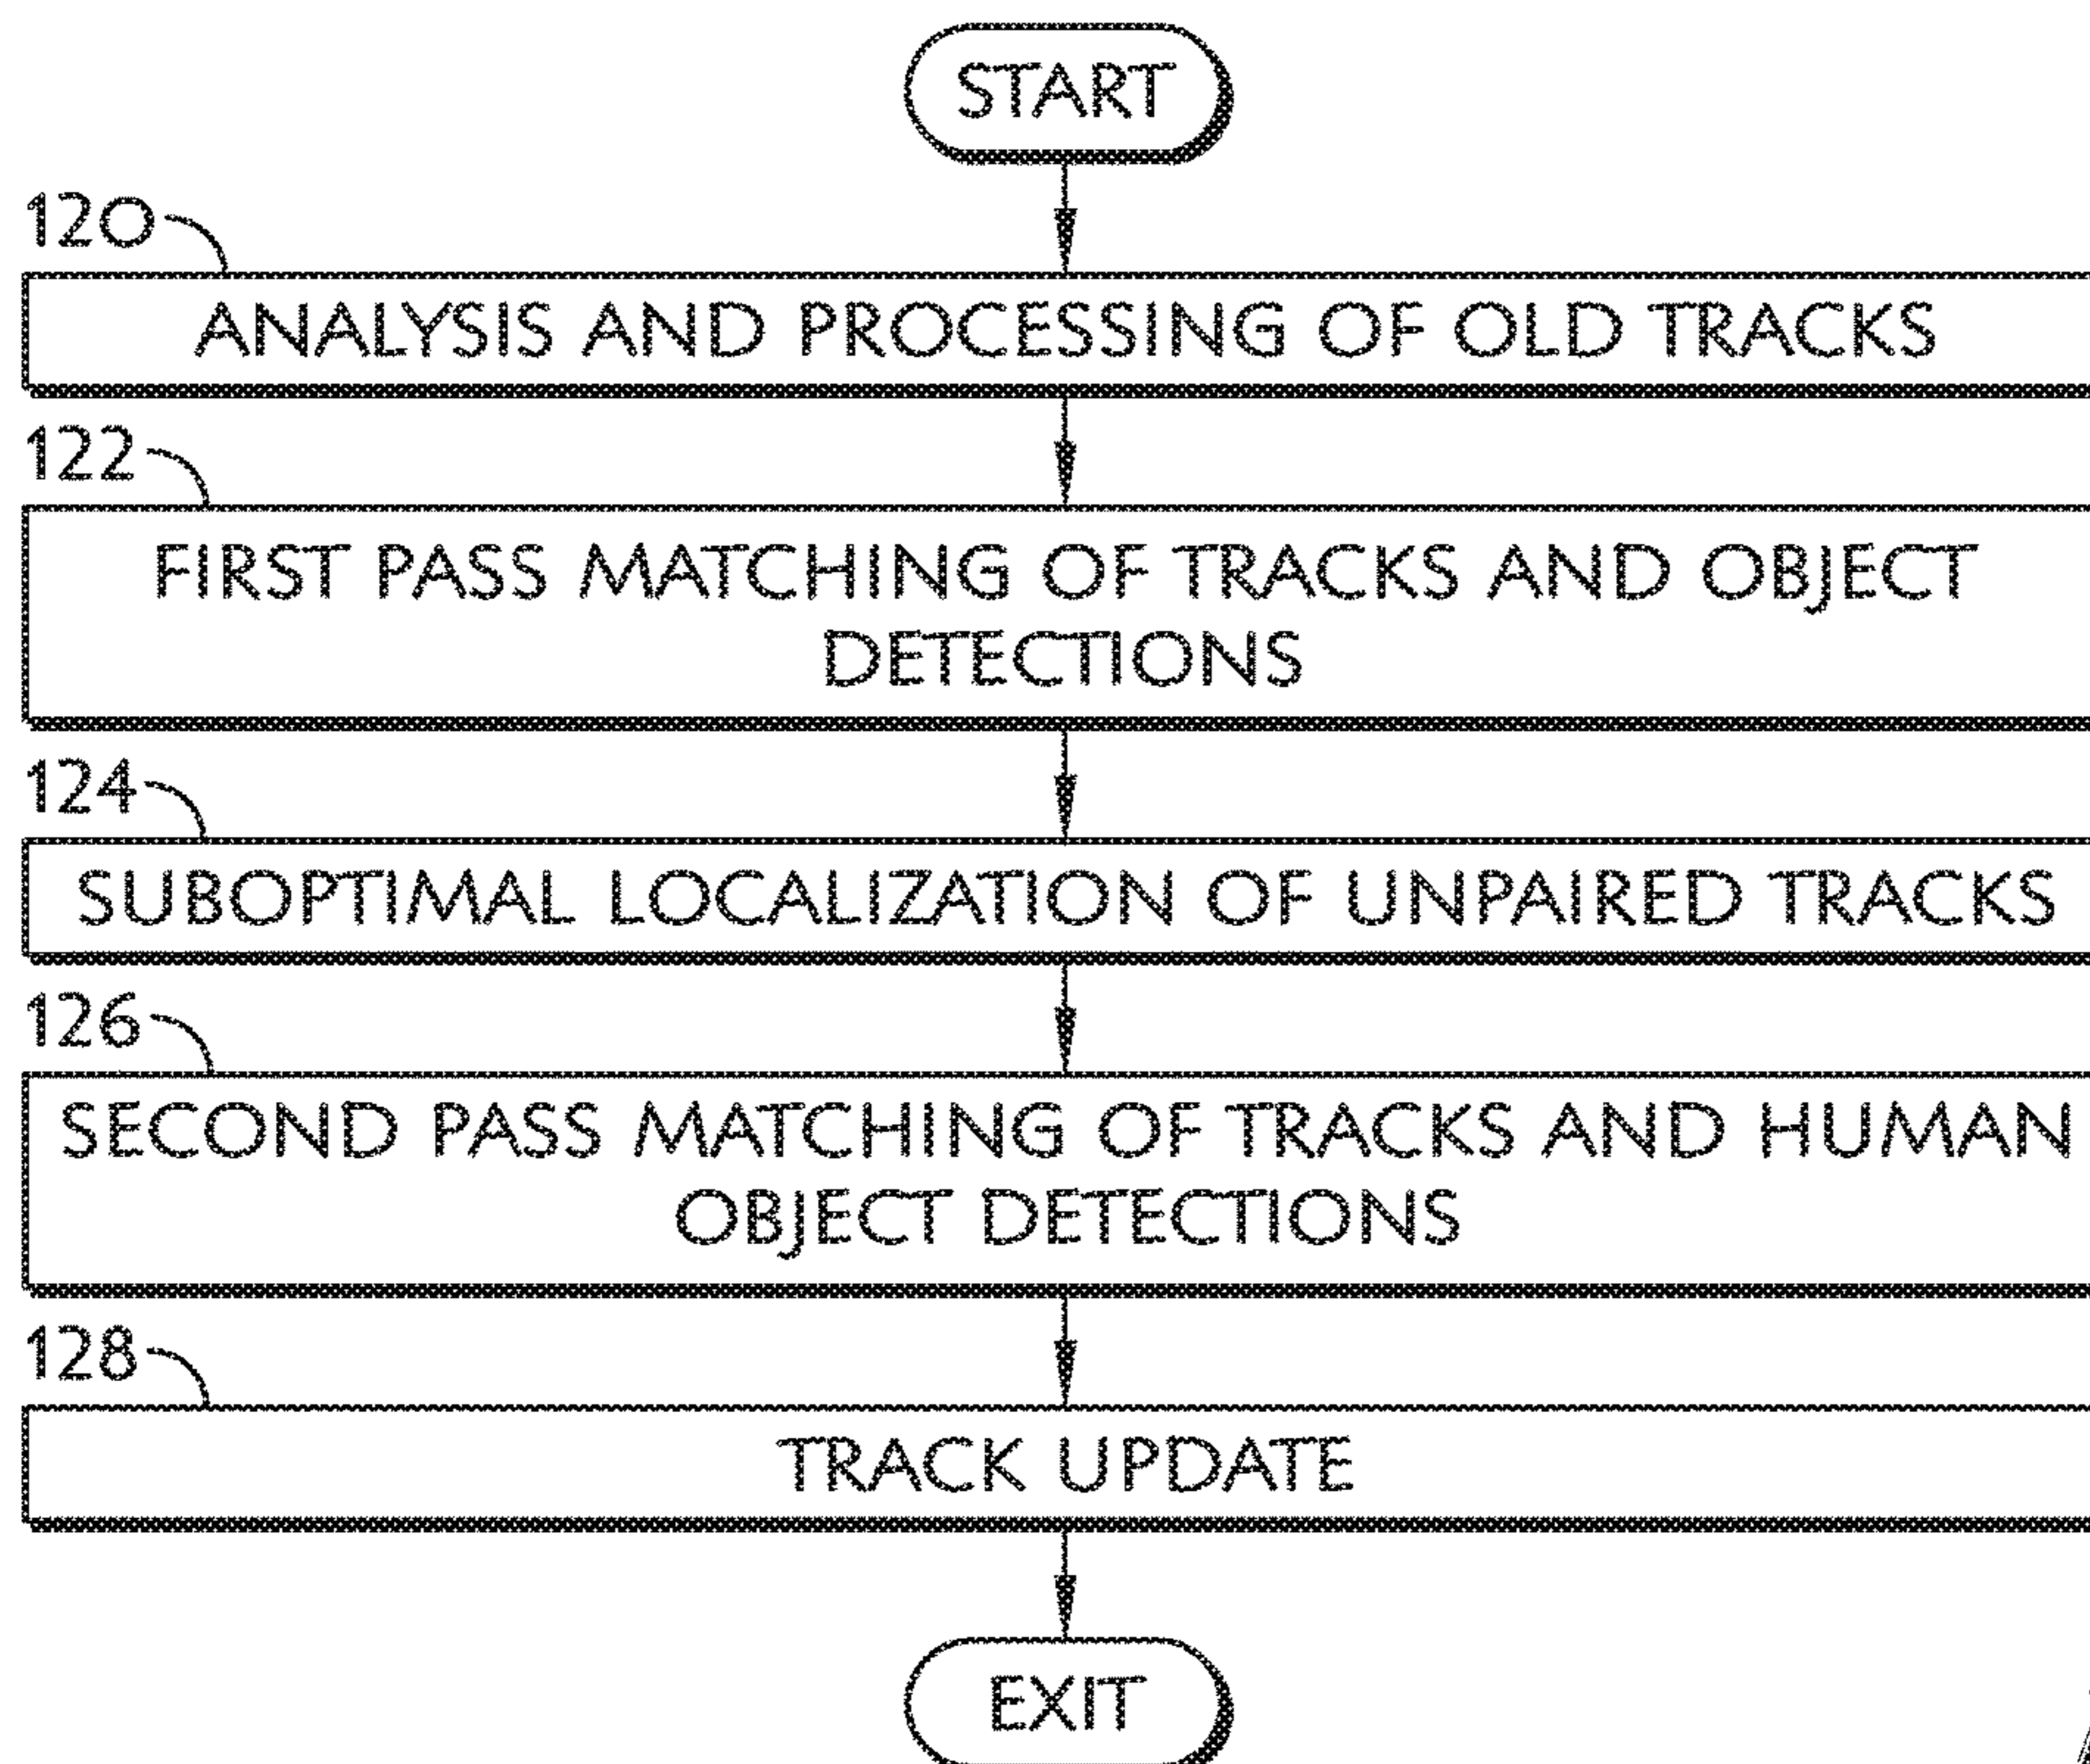 START
120
ANALYSIS AND PROCESSING OF OLD TRACKS
122
FIRST PASS MATCHING OF TRACKS AND OBJECT
DETECTIONS
124
SUBOPTIMAL LOCALIZATION OF UNPAIRED TRACKS
126
SECOND PASS MATCHING OF TRACKS AND HUMAN
OBJECT DETECTIONS
128
TRACK UPDATE
EXIT